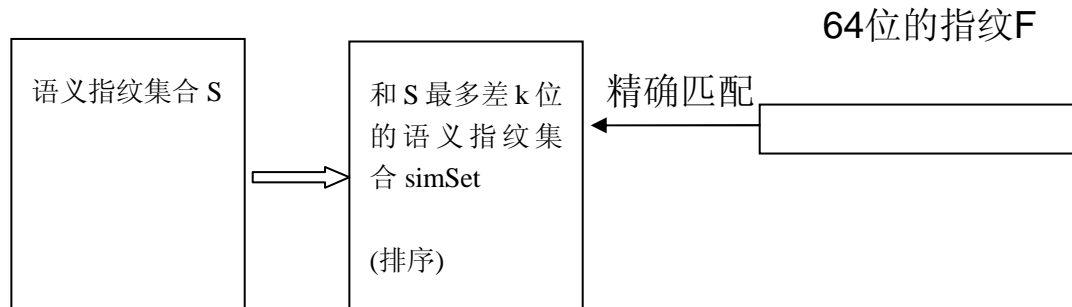 64位的指纹F
语义指纹集合 S
和 S 最多差 k 位
的语义指纹集
合 simSet
(排序)
精确匹配